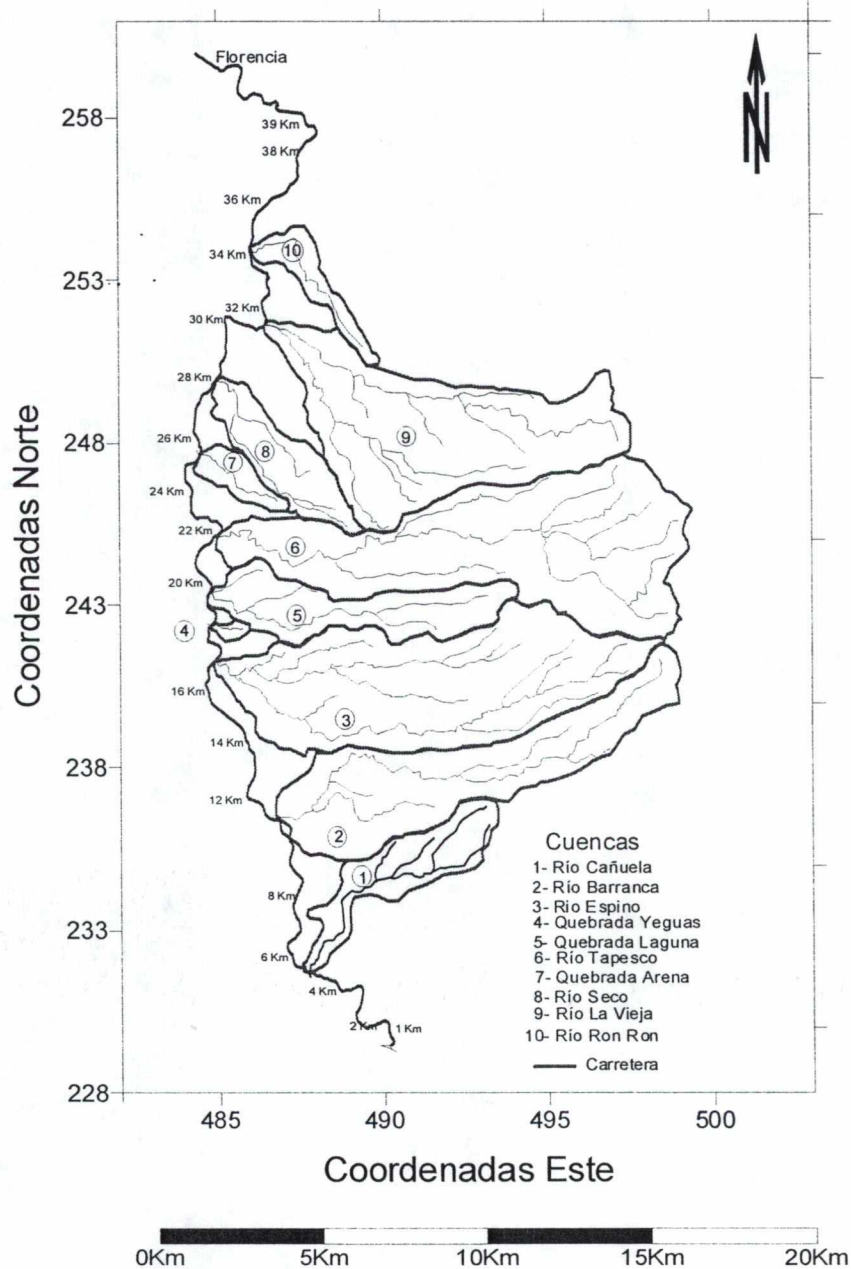 Florencia
N
258
39 Km
38 Km
36 Km
34 Km
10
253
32 Km
30 Km
28 Km
26 Km
248
9
8
7
24 Km
22 Km
6
20 Km
243
5
4
16 Km
3
14 Km
238
12 Km
2
1
8 Km
233
6 Km
4 Km
2 Km
1 Km
228
Coordenadas Norte
Cuencas
1- Río Cañuela
2- Río Barranca
3- Río Espino
4- Quebrada Yeguas
5- Quebrada Laguna
6- Río Tapesco
7- Quebrada Arena
8- Río Seco
9- Río La Vieja
10- Río Ron Ron
Carretera
485 490 495 500
Coordenadas Este
0Km 5Km 10Km 15Km 20Km